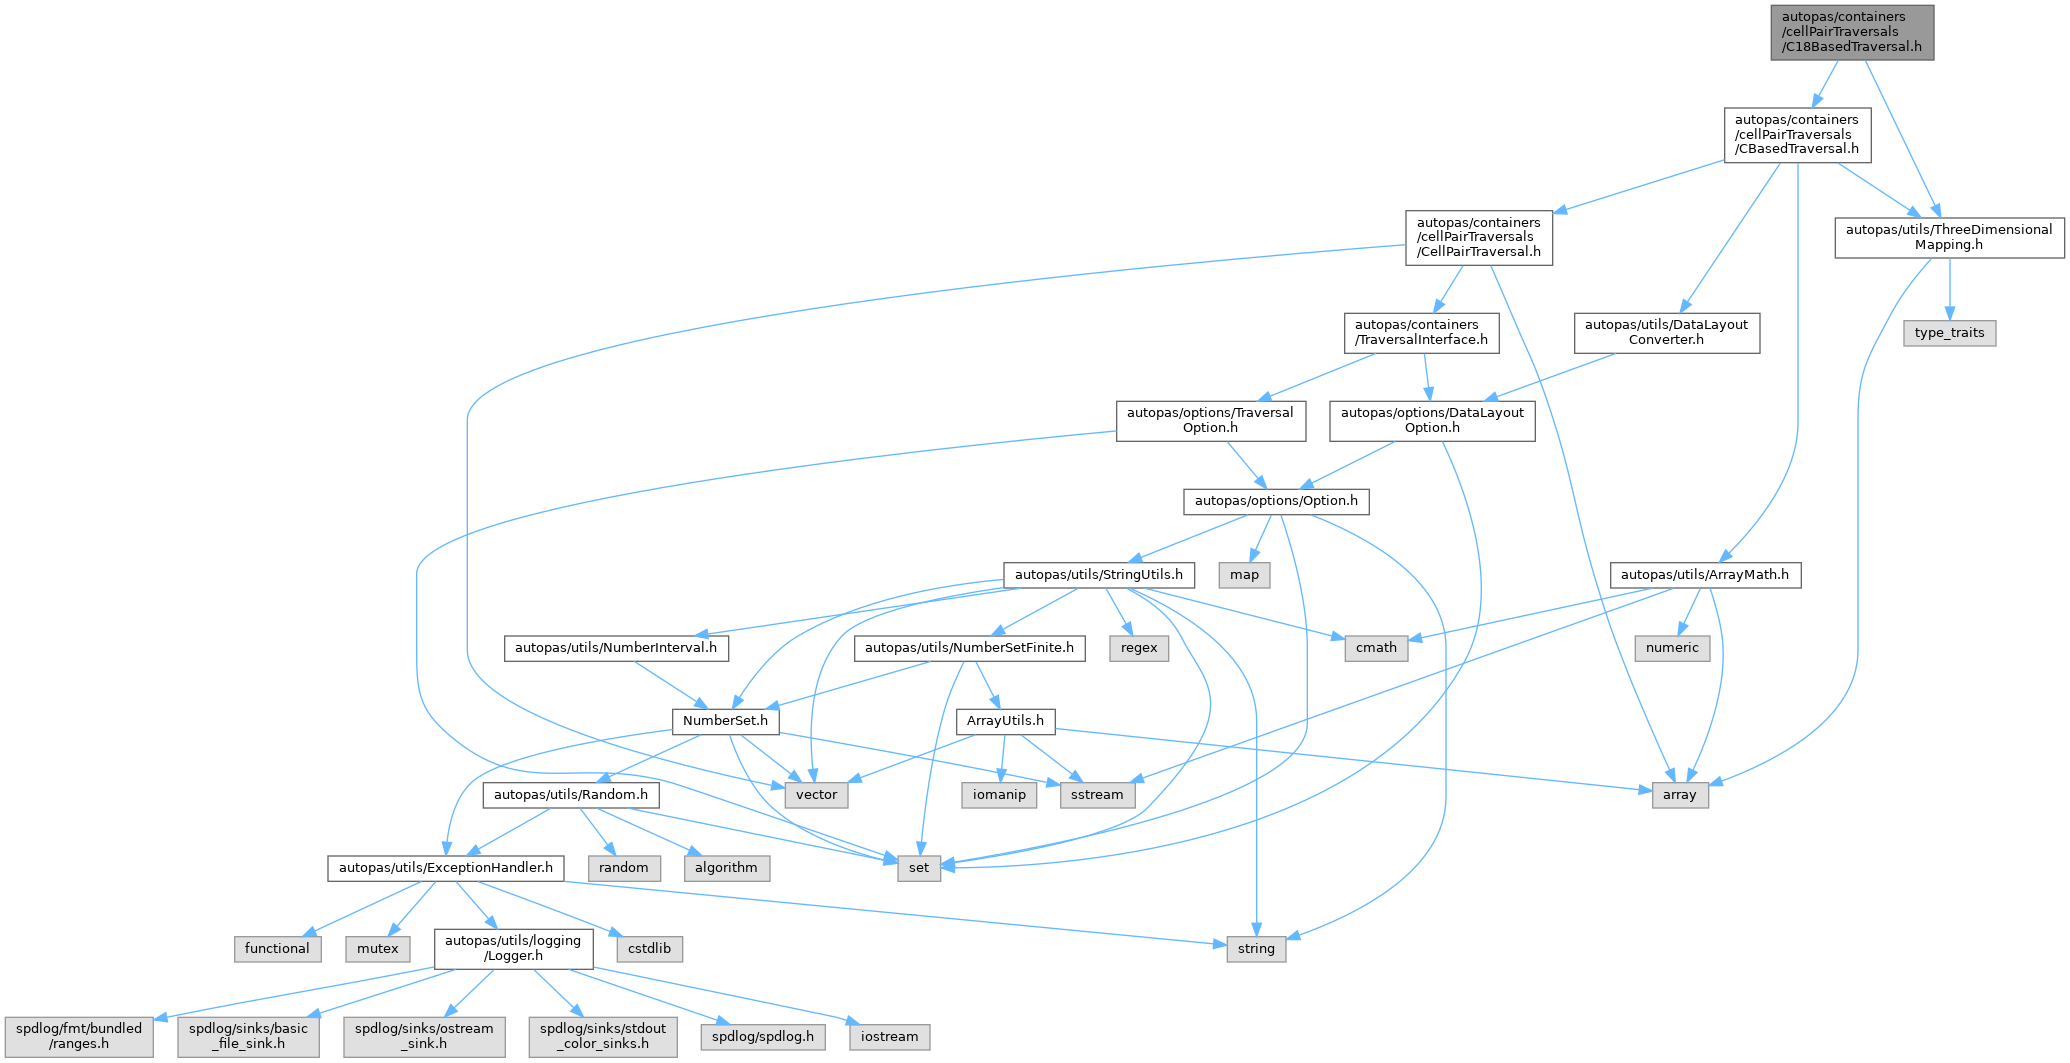 autopas/containers
/cellPairTraversals
/C18BasedTraversal.h
autopas/containers
/cellPairTraversals
/CBasedTraversal.h
autopas/containers
/cellPairTraversals
/CellPairTraversal.h
autopas/utils/ThreeDimensional
Mapping.h
autopas/containers
/TraversalInterface.h
autopas/utils/DataLayout
Converter.h
type_traits
autopas/options/Traversal
Option.h
autopas/options/DataLayout
Option.h
autopas/options/Option.h
autopas/utils/StringUtils.h
map
autopas/utils/ArrayMath.h
autopas/utils/NumberInterval.h
autopas/utils/NumberSetFinite.h
regex
cmath
numeric
NumberSet.h
ArrayUtils.h
autopas/utils/Random.h
vector
iomanip
sstream
array
autopas/utils/ExceptionHandler.h
random
algorithm
set
functional
mutex
autopas/utils/logging
/Logger.h
cstdlib
string
spdlog/fmt/bundled
/ranges.h
spdlog/sinks/basic
_file_sink.h
spdlog/sinks/ostream
_sink.h
spdlog/sinks/stdout
_color_sinks.h
spdlog/spdlog.h
iostream